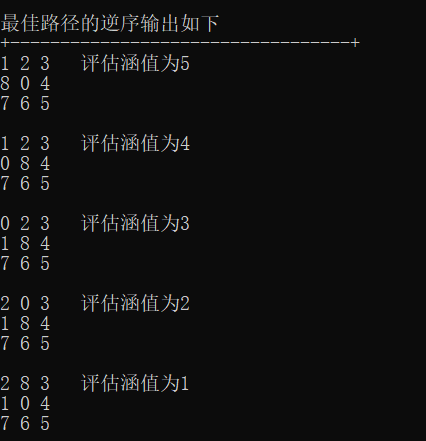 最佳路径的逆序输出如下
+----------------------------------+
1 2 3   评估涵值为5
8 0 4
7 6 5
1 2 3   评估涵值为4
0 8 4
7 6 5
0 2 3   评估涵值为3
1 8 4
7 6 5
2 0 3   评估涵值为2
1 8 4
7 6 5
2 8 3   评估涵值为1
1 0 4
7 6 5